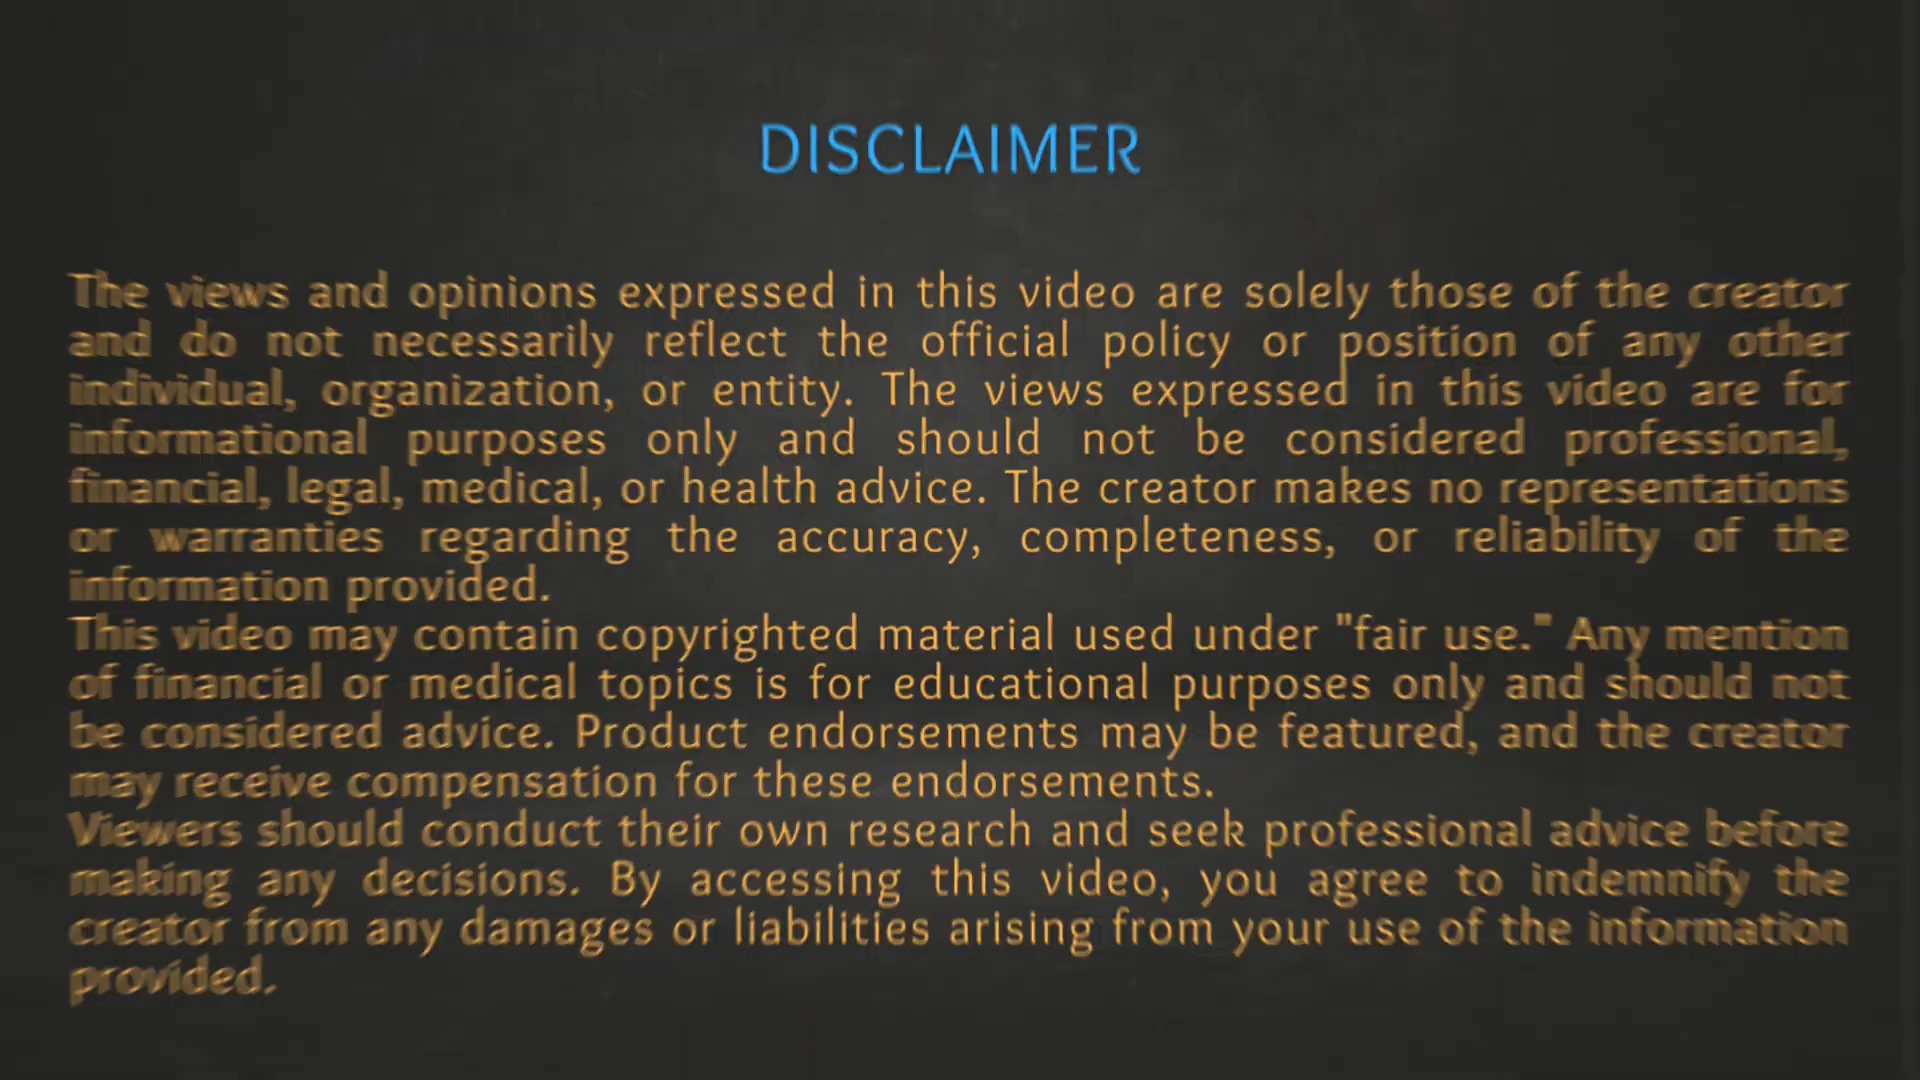 DISCLAIMER
The views and opinions expressed in this video are solely those of the creator
and do not necessarily reflect the official policy or position of any other
individual, organization, or entity. The views expressed in this video are for
informational purposes only and should not be considered professional,
financial, legal, medical, or health advice. The creator makes no representations
or warranties regarding the accuracy, completeness, or reliability of the
information provided.
This video may contain copyrighted material used under "fair use." Any mention
of financial or medical topics is for educational purposes only and should not
be considered advice. Product endorsements may be featured, and the creator
may receive compensation for these endorsements.
Viewers should conduct their own research and seek professional advice before
making any decisions. By accessing this video, you agree to indemnify the
creator from any damages or liabilities arising from your use of the information
provided.